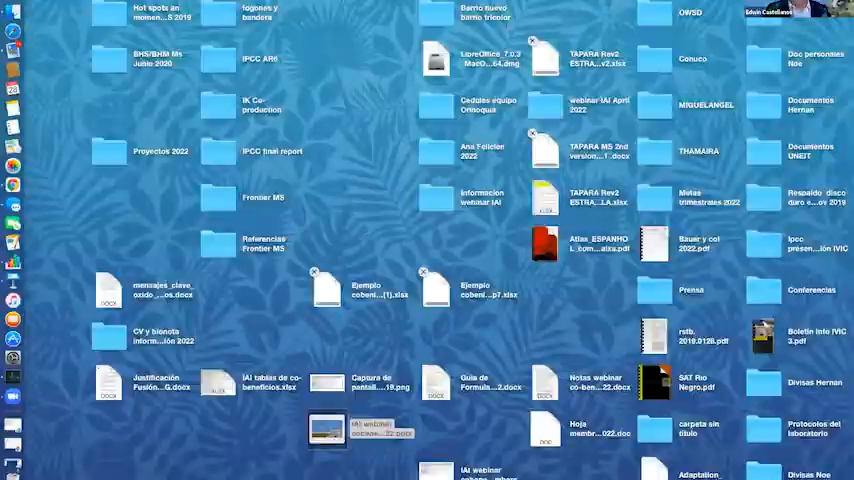 Hot spots an
momen...S 2019
fogones y
bandera
Barrio nuevo
barrio tricolor
OWSD
Edwin Castellanos
BHS/BHM Ms
Junio 2020
IPCC AR6
LibreOffice_7.0.3
_MacO...64.dmg
TAPARA Rev2
ESTRA...v2.xlsx
Conuco
Doc personales
Noe
IK Co-
production
Cedulas equipo
Orinoquia
webinar IAI April
2022
MIGUELANGEL
Documentos
Hernan
Proyectos 2022
IPCC final report
Ana Felicien
2022
TAPARA MS 2nd
version...1 .docx
THAMAIRA
Documentos
UNEIT
Frontier MS
Informacion
webinar IAI
TAPARA Rev2
ESTRA...LA.xlsx
Metas
trimestrales 2022
Respaldo disco
duro e...ov 2019
Referencias
Frontier MS
Atlas_ESPANHO
L_com...aixa.pdf
Bauer y col
2022.pdf
Ipcc
presen...ión IVIC
mensajes_clave_
oxido_...os.docx
Ejemplo
cobeni...(1).xlsx
Ejemplo
cobeni...p7.xlsx
Prensa
Conferencias
CV y bionota
inform...ión 2022
rstb.
2019.0128.pdf
Boletin info IVIC
3.pdf
Justificación
Fusión...G.docx
IAI tablas de co-
beneficios.xlsx
Captura de
pantall...19.png
Guia de
Formula...2.docx
Notas webinar
co-ben...22.docx
SAT Rio
Negro.pdf
Divisas Hernan
IAI webinar
Hoja
membr...022.doc
carpeta sin
título
Protocolos del
laboratorio
IAI webinar
Adaptation_
Divisas Noe